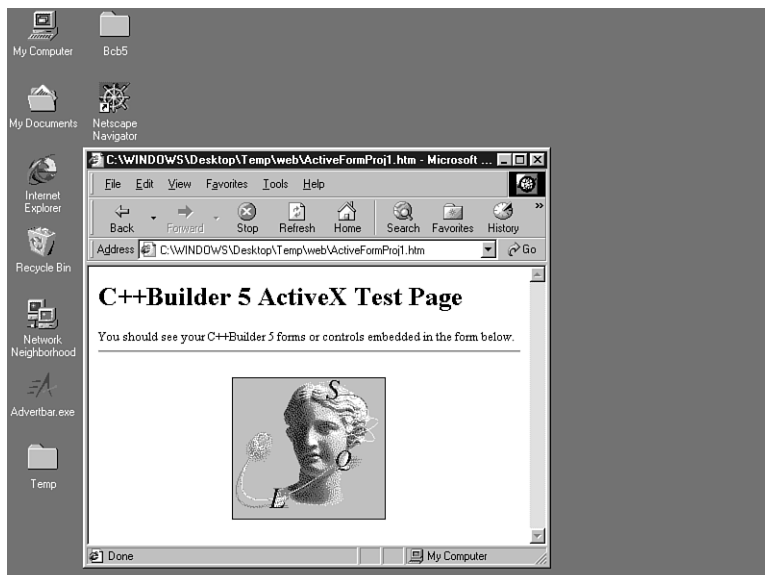 My Computer
Bcb5
My Documents
Netscape
Navigator
Internet
Explorer
Recycle Bin
Network
Neighborhood
Advertbar.exe
Temp
C:\WINDOWS\Desktop\Temp\web\ActiveFormProj1.htm - Microsoft ...
File Edit View Favorites Tools Help
Back Forward Stop Refresh Home Search Favorites History »
Address C:\WINDOWS\Desktop\Temp\web\ActiveFormProj1.htm Go
C++Builder 5 ActiveX Test Page
You should see your C++Builder 5 forms or controls embedded in the form below.
S
Q
L
Done
My Computer